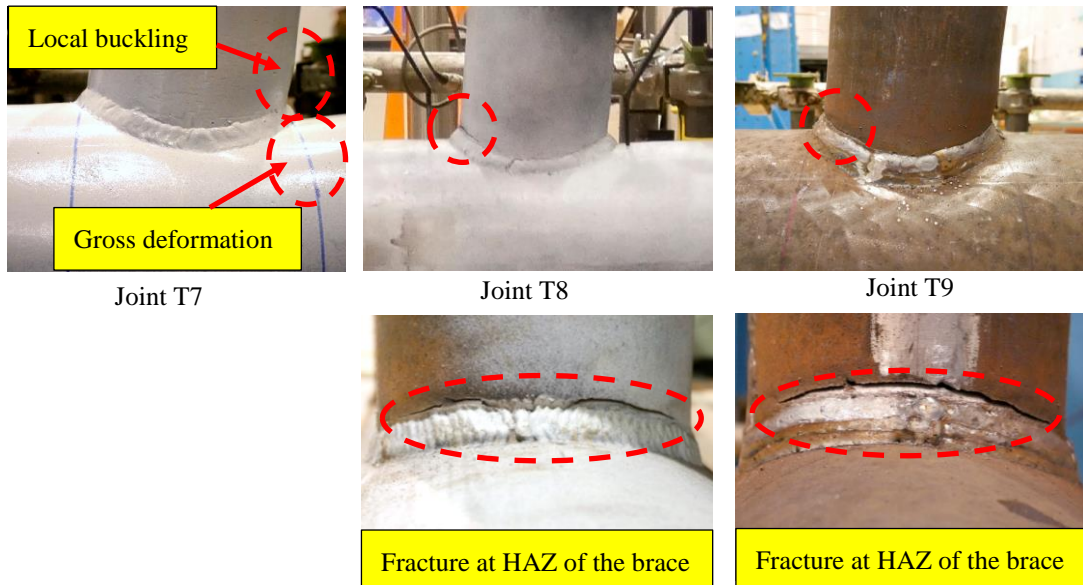 Local buckling
Gross deformation
Joint T7
Joint T8
Joint T9
Fracture at HAZ of the brace
Fracture at HAZ of the brace